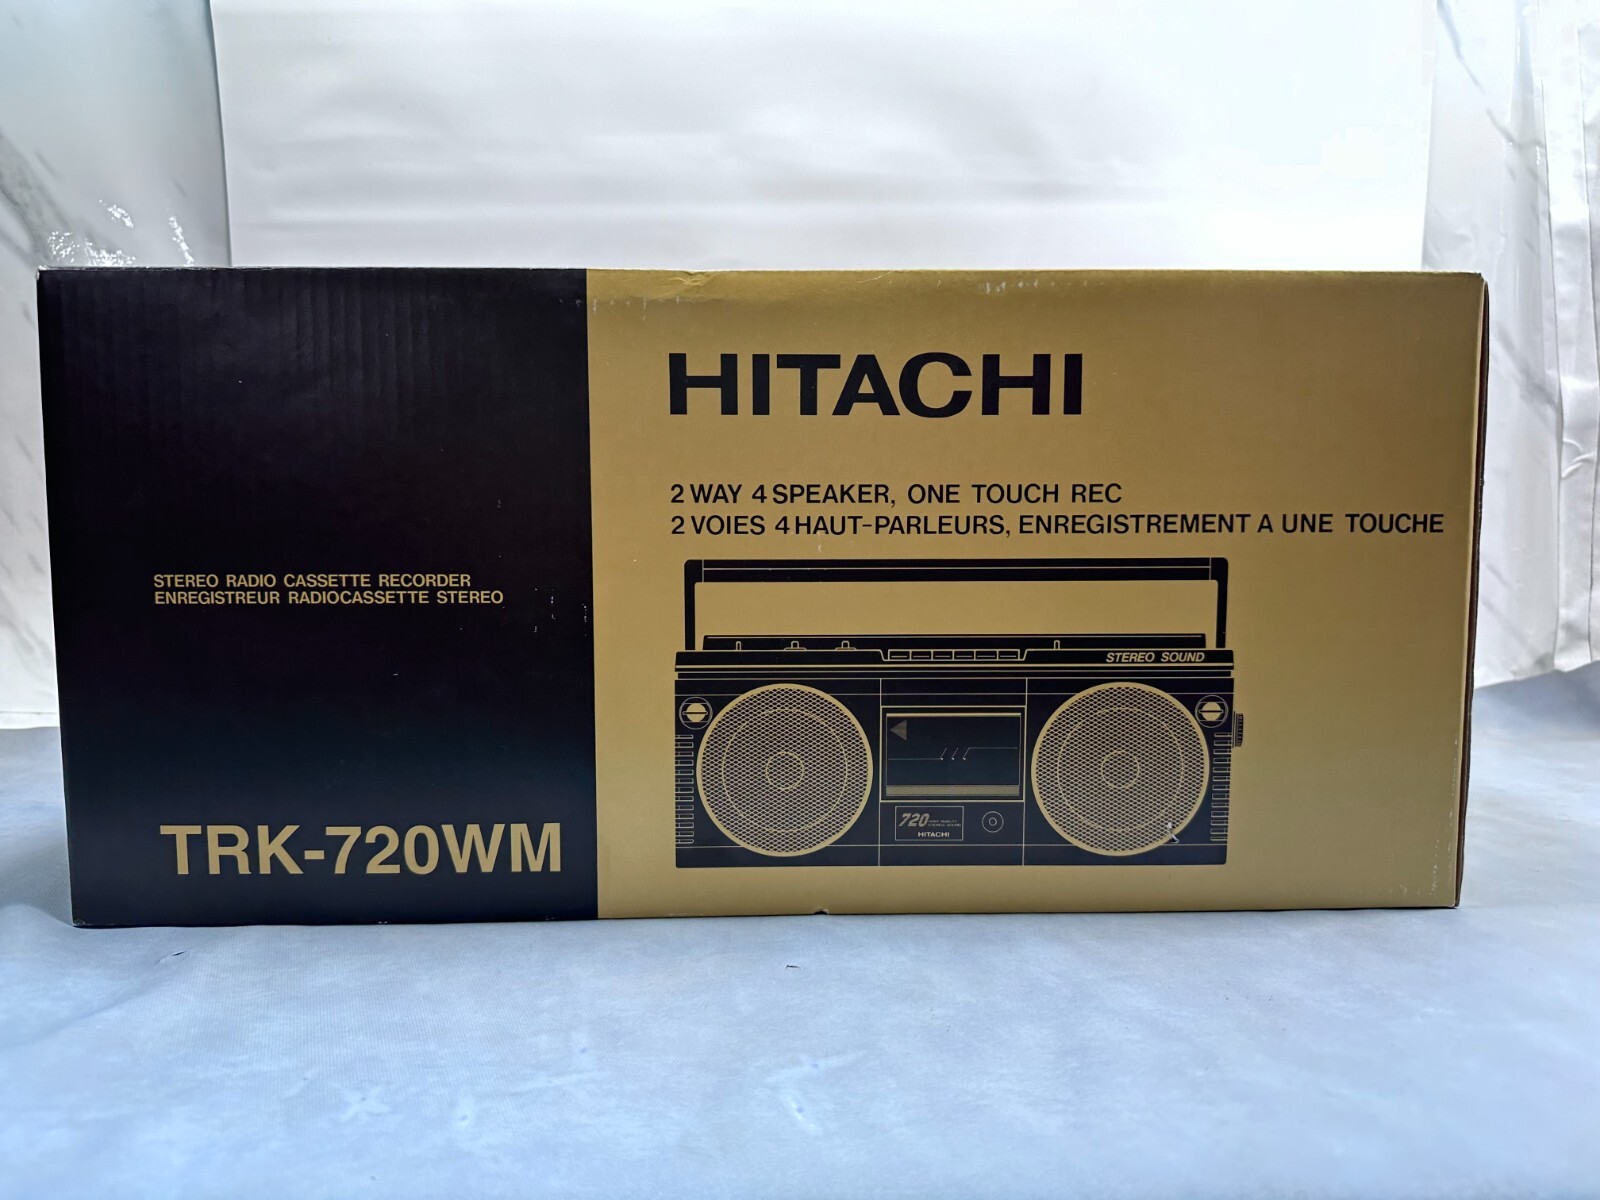 HITACHI
2 WAY 4 SPEAKER, ONE TOUCH REC
2 VOIES 4 HAUT-PARLEURS, ENREGISTREMENT A UNE TOUCHE
STEREO RADIO CASSETTE RECORDER
ENREGISTREUR RADIOCASSETTE STEREO
TRK-720WM
STEREO SOUND
720
HITACHI